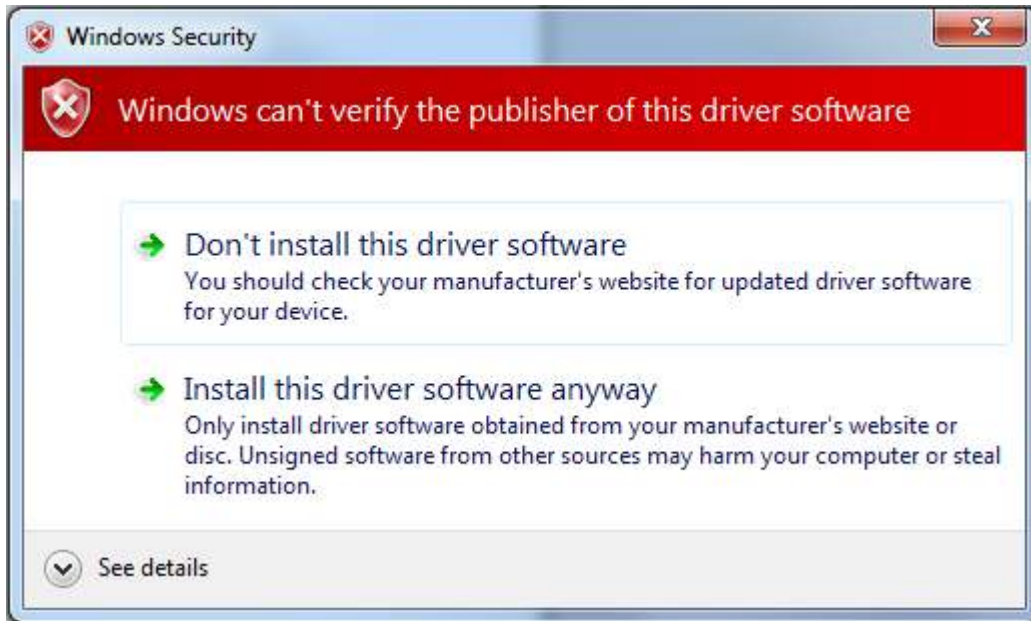 Windows Security
Windows can't verify the publisher of this driver software
Don't install this driver software
You should check your manufacturer's website for updated driver software
for your device.
Install this driver software anyway
Only install driver software obtained from your manufacturer's website or
disc. Unsigned software from other sources may harm your computer or steal
information.
See details